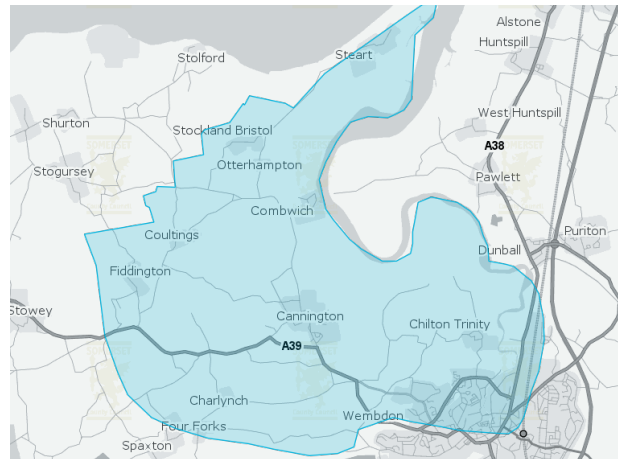 Alstone
Huntspill
Steart
Stolford
West Huntspill
Shurton
Stockland Bristol
A38
Otterhampton
Stogursey
Pawlett
Combwich
Coultings
Puriton
Dunball
Fiddington
Stowey
Cannington
Chilton Trinity
A39
Charlynch
Wembdon
Four Forks
Spaxton